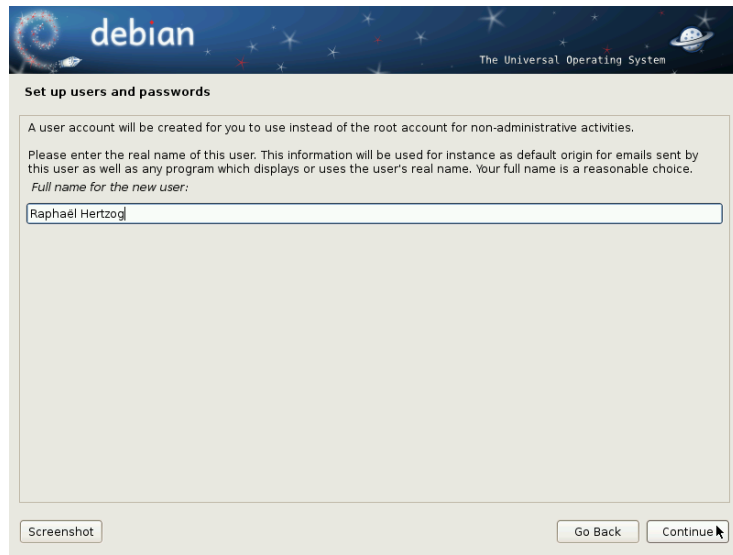 debian
The Universal Operating System
Set up users and passwords
A user account will be created for you to use instead of the root account for non-administrative activities.
Please enter the real name of this user. This information will be used for instance as default origin for emails sent by
this user as well as any program which displays or uses the user's real name. Your full name is a reasonable choice.
Full name for the new user:
Raphaël Hertzog
Screenshot
Go Back
Continue